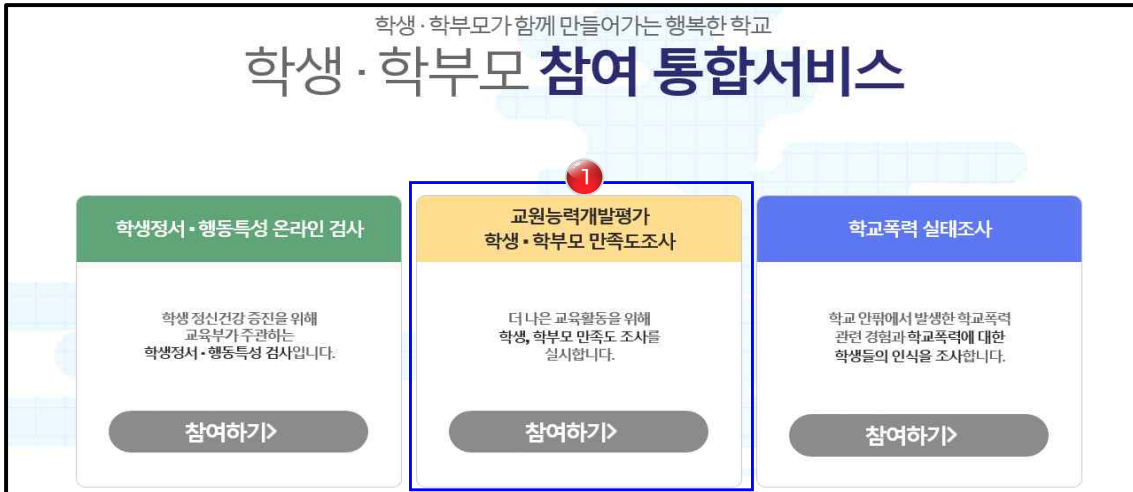 학생·학부모가 함께 만들어가는 행복한 학교
학생·학부모 참여 통합서비스
1
학생정서·행동특성 온라인 검사
학생 정신건강 증진을 위해
교육부가 주관하는
학생정서·행동특성 검사입니다.
참여하기>
교원능력개발평가
학생·학부모 만족도조사
더 나은 교육활동을 위해
학생, 학부모 만족도 조사를
실시합니다.
참여하기>
학교폭력 실태조사
학교 안팎에서 발생한 학교폭력
관련 경험과 학교폭력에 대한
학생들의 인식을 조사합니다.
참여하기>